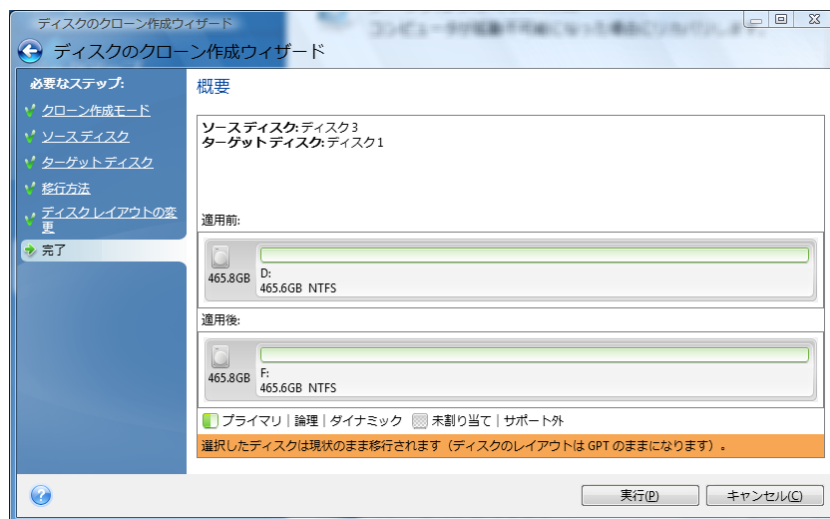 ディスクのクローン作成ウィザード
ディスクのクローン作成ウィザード
必要なステップ:
クローン作成モード
ソース ディスク
ターゲット ディスク
移行方法
ディスク レイアウトの変
更
完了
概要
ソース ディスク: ディスク 3
ターゲット ディスク: ディスク 1
適用前:
465.8GB
D:
465.6GB NTFS
適用後:
465.8GB
F:
465.6GB NTFS
プライマリ | 論理 | ダイナミック 未割り当て | サポート外
選択したディスクは現状のまま移行されます（ディスクのレイアウトは GPT のままになります）。
実行(P) キャンセル(C)